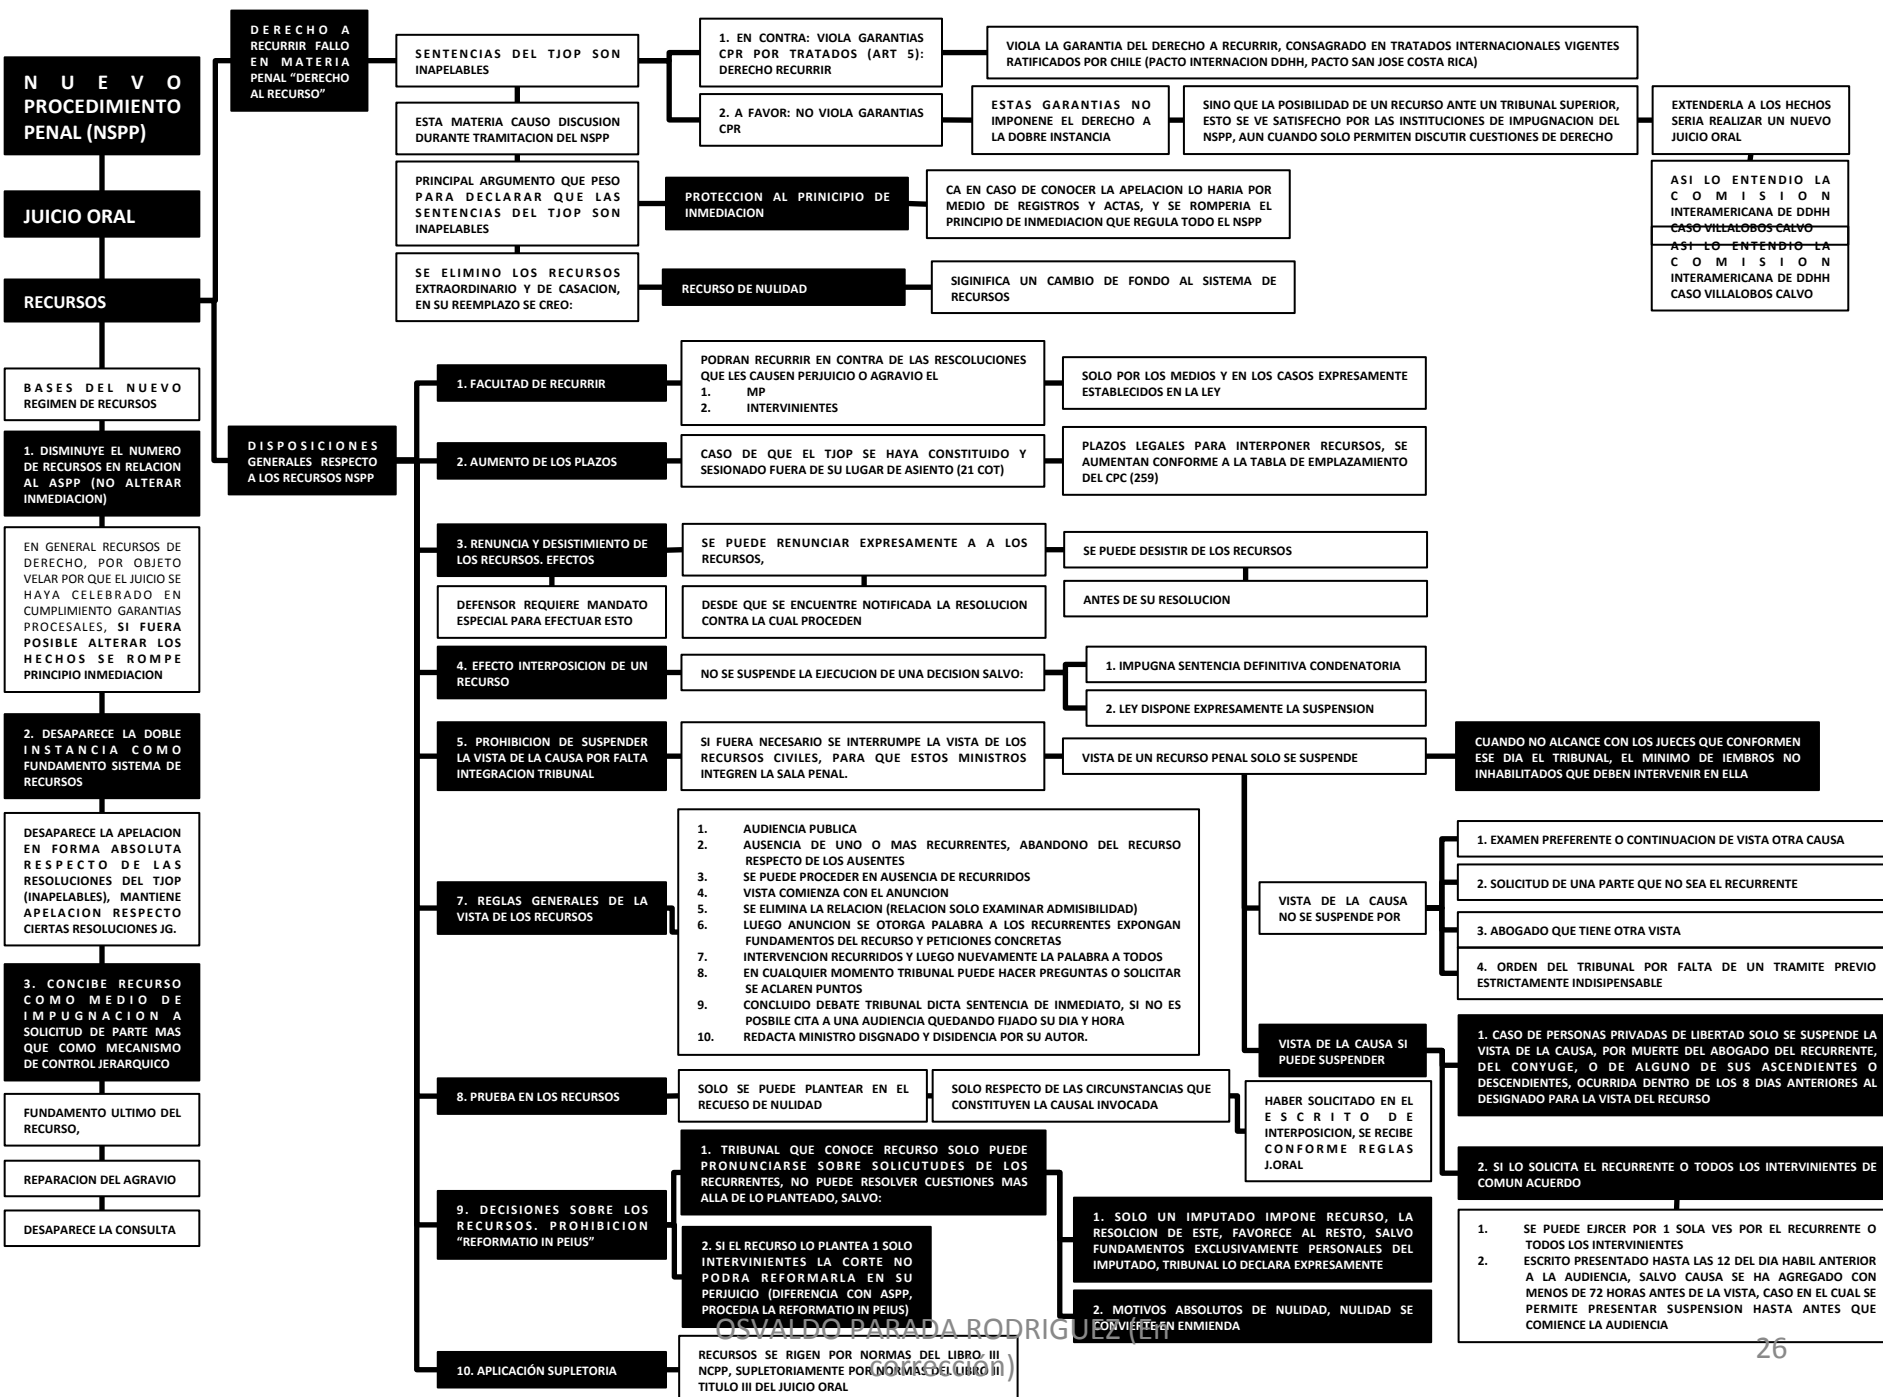 N U E V O
PROCEDIMIENTO
PENAL (NSPP)
JUICIO ORAL
RECURSOS
BASES DEL NUEVO
REGIMEN DE RECURSOS
1. DISMINUYE EL NUMERO
DE RECURSOS EN RELACION
AL ASPP (NO ALTERAR
INMEDIACION)
EN GENERAL RECURSOS DE
DERECHO, POR OBJETO
VELAR POR QUE EL JUICIO SE
HAYA CELEBRADO EN
CUMPLIMIENTO GARANTIAS
PROCESALES, SI FUERA
POSIBLE ALTERAR LOS
HECHOS SE ROMPE
PRINCIPIO INMEDIACION
2. DESAPARECE LA DOBLE
INSTANCIA COMO
FUNDAMENTO SISTEMA DE
RECURSOS
DESAPARECE LA APELACION
EN FORMA ABSOLUTA
RESPECTO DE LAS
RESOLUCIONES DEL TJOP
(INAPELABLES), MANTIENE
APELACION RESPECTO
CIERTAS RESOLUCIONES JG.
3. CONCIBE RECURSO
COMO MEDIO DE
IMPUGNACION A
SOLICITUD DE PARTE MAS
QUE COMO MECANISMO
DE CONTROL JERARQUICO
FUNDAMENTO ULTIMO DEL
RECURSO,
REPARACION DEL AGRAVIO
DESAPARECE LA CONSULTA
DERECHO A
RECURRIR FALLO
EN MATERIA
PENAL "DERECHO
AL RECURSO"
SENTENCIAS DEL TJOP SON
INAPELABLES
1. EN CONTRA: VIOLA GARANTIAS
CPR POR TRATADOS (ART 5):
DERECHO RECURRIR
VIOLA LA GARANTIA DEL DERECHO A RECURRIR, CONSAGRADO EN TRATADOS INTERNACIONALES VIGENTES
RATIFICADOS POR CHILE (PACTO INTERNACION DDHH, PACTO SAN JOSE COSTA RICA)
2. A FAVOR: NO VIOLA GARANTIAS
CPR
ESTAS GARANTIAS NO
IMPONENE EL DERECHO A
LA DOBRE INSTANCIA
SINO QUE LA POSIBILIDAD DE UN RECURSO ANTE UN TRIBUNAL SUPERIOR,
ESTO SE VE SATISFECHO POR LAS INSTITUCIONES DE IMPUGNACION DEL
NSPP, AUN CUANDO SOLO PERMITEN DISCUTIR CUESTIONES DE DERECHO
EXTENDERLA A LOS HECHOS
SERIA REALIZAR UN NUEVO
JUICIO ORAL
ASI LO ENTENDIO LA
COMISION
INTERAMERICANA DE DDHH
CASO VILLALOBOS CALVO
ASI LO ENTENDIO LA
COMISION
INTERAMERICANA DE DDHH
CASO VILLALOBOS CALVO
ESTA MATERIA CAUSO DISCUSION
DURANTE TRAMITACION DEL NSPP
PRINCIPAL ARGUMENTO QUE PESO
PARA DECLARAR QUE LAS
SENTENCIAS DEL TJOP SON
INAPELABLES
PROTECCION AL PRINICIPIO DE
INMEDIACION
CA EN CASO DE CONOCER LA APELACION LO HARIA POR
MEDIO DE REGISTROS Y ACTAS, Y SE ROMPERIA EL
PRINCIPIO DE INMEDIACION QUE REGULA TODO EL NSPP
SE ELIMINO LOS RECURSOS
EXTRAORDINARIO Y DE CASACION,
EN SU REEMPLAZO SE CREO:
RECURSO DE NULIDAD
SIGINIFICA UN CAMBIO DE FONDO AL SISTEMA DE
RECURSOS
DISPOSICIONES
GENERALES RESPECTO
A LOS RECURSOS NSPP
1. FACULTAD DE RECURRIR
PODRAN RECURRIR EN CONTRA DE LAS RESCOLUCIONES
QUE LES CAUSEN PERJUICIO O AGRAVIO EL
1. MP
2. INTERVINIENTES
SOLO POR LOS MEDIOS Y EN LOS CASOS EXPRESAMENTE
ESTABLECIDOS EN LA LEY
2. AUMENTO DE LOS PLAZOS
CASO DE QUE EL TJOP SE HAYA CONSTITUIDO Y
SESIONADO FUERA DE SU LUGAR DE ASIENTO (21 COT)
PLAZOS LEGALES PARA INTERPONER RECURSOS, SE
AUMENTAN CONFORME A LA TABLA DE EMPLAZAMIENTO
DEL CPC (259)
3. RENUNCIA Y DESISTIMIENTO DE
LOS RECURSOS. EFECTOS
SE PUEDE RENUNCIAR EXPRESAMENTE A A LOS
RECURSOS,
SE PUEDE DESISTIR DE LOS RECURSOS
DEFENSOR REQUIERE MANDATO
ESPECIAL PARA EFECTUAR ESTO
DESDE QUE SE ENCUENTRE NOTIFICADA LA RESOLUCION
CONTRA LA CUAL PROCEDEN
ANTES DE SU RESOLUCION
4. EFECTO INTERPOSICION DE UN
RECURSO
NO SE SUSPENDE LA EJECUCION DE UNA DECISION SALVO:
1. IMPUGNA SENTENCIA DEFINITIVA CONDENATORIA
2. LEY DISPONE EXPRESAMENTE LA SUSPENSION
5. PROHIBICION DE SUSPENDER
LA VISTA DE LA CAUSA POR FALTA
INTEGRACION TRIBUNAL
SI FUERA NECESARIO SE INTERRUMPE LA VISTA DE LOS
RECURSOS CIVILES, PARA QUE ESTOS MINISTROS
INTEGREN LA SALA PENAL.
VISTA DE UN RECURSO PENAL SOLO SE SUSPENDE
CUANDO NO ALCANCE CON LOS JUECES QUE CONFORMEN
ESE DIA EL TRIBUNAL, EL MINIMO DE IEMBROS NO
INHABILITADOS QUE DEBEN INTERVENIR EN ELLA
7. REGLAS GENERALES DE LA
VISTA DE LOS RECURSOS
1. AUDIENCIA PUBLICA
2. AUSENCIA DE UNO O MAS RECURRENTES, ABANDONO DEL RECURSO
RESPECTO DE LOS AUSENTES
3. SE PUEDE PROCEDER EN AUSENCIA DE RECURRIDOS
4. VISTA COMIENZA CON EL ANUNCION
5. SE ELIMINA LA RELACION (RELACION SOLO EXAMINAR ADMISIBILIDAD)
6. LUEGO ANUNCION SE OTORGA PALABRA A LOS RECURRENTES EXPONGAN
FUNDAMENTOS DEL RECURSO Y PETICIONES CONCRETAS
7. INTERVENCION RECURRIDOS Y LUEGO NUEVAMENTE LA PALABRA A TODOS
8. EN CUALQUIER MOMENTO TRIBUNAL PUEDE HACER PREGUNTAS O SOLICITAR
SE ACLAREN PUNTOS
9. CONCLUIDO DEBATE TRIBUNAL DICTA SENTENCIA DE INMEDIATO, SI NO ES
POSBILE CITA A UNA AUDIENCIA QUEDANDO FIJADO SU DIA Y HORA
10. REDACTA MINISTRO DISGNADO Y DISIDENCIA POR SU AUTOR.
VISTA DE LA CAUSA
NO SE SUSPENDE POR
1. EXAMEN PREFERENTE O CONTINUACION DE VISTA OTRA CAUSA
2. SOLICITUD DE UNA PARTE QUE NO SEA EL RECURRENTE
3. ABOGADO QUE TIENE OTRA VISTA
4. ORDEN DEL TRIBUNAL POR FALTA DE UN TRAMITE PREVIO
ESTRICTAMENTE INDISIPENSABLE
VISTA DE LA CAUSA SI
PUEDE SUSPENDER
1. CASO DE PERSONAS PRIVADAS DE LIBERTAD SOLO SE SUSPENDE LA
VISTA DE LA CAUSA, POR MUERTE DEL ABOGADO DEL RECURRENTE,
DEL CONYUGE, O DE ALGUNO DE SUS ASCENDIENTES O
DESCENDIENTES, OCURRIDA DENTRO DE LOS 8 DIAS ANTERIORES AL
DESIGNADO PARA LA VISTA DEL RECURSO
2. SI LO SOLICITA EL RECURRENTE O TODOS LOS INTERVINIENTES DE
COMUN ACUERDO
1. SE PUEDE EJRCER POR 1 SOLA VES POR EL RECURRENTE O
TODOS LOS INTERVINIENTES
2. ESCRITO PRESENTADO HASTA LAS 12 DEL DIA HABIL ANTERIOR
A LA AUDIENCIA, SALVO CAUSA SE HA AGREGADO CON
MENOS DE 72 HORAS ANTES DE LA VISTA, CASO EN EL CUAL SE
PERMITE PRESENTAR SUSPENSION HASTA ANTES QUE
COMIENCE LA AUDIENCIA
8. PRUEBA EN LOS RECURSOS
SOLO SE PUEDE PLANTEAR EN EL
RECUESO DE NULIDAD
SOLO RESPECTO DE LAS CIRCUNSTANCIAS QUE
CONSTITUYEN LA CAUSAL INVOCADA
HABER SOLICITADO EN EL
ESCRITO DE
INTERPOSICION, SE RECIBE
CONFORME REGLAS
J.ORAL
9. DECISIONES SOBRE LOS
RECURSOS. PROHIBICION
"REFORMATIO IN PEIUS"
1. TRIBUNAL QUE CONOCE RECURSO SOLO PUEDE
PRONUNCIARSE SOBRE SOLICUTUDES DE LOS
RECURRENTES, NO PUEDE RESOLVER CUESTIONES MAS
ALLA DE LO PLANTEADO, SALVO:
1. SOLO UN IMPUTADO IMPONE RECURSO, LA
RESOLCION DE ESTE, FAVORECE AL RESTO, SALVO
FUNDAMENTOS EXCLUSIVAMENTE PERSONALES DEL
IMPUTADO, TRIBUNAL LO DECLARA EXPRESAMENTE
2. MOTIVOS ABSOLUTOS DE NULIDAD, NULIDAD SE
CONVIERTE EN ENMIENDA
2. SI EL RECURSO LO PLANTEA 1 SOLO
INTERVINIENTES LA CORTE NO
PODRA REFORMARLA EN SU
PERJUICIO (DIFERENCIA CON ASPP,
PROCEDIA LA REFORMATIO IN PEIUS)
10. APLICACIÓN SUPLETORIA
RECURSOS SE RIGEN POR NORMAS DEL LIBRO III
NCPP, SUPLETORIAMENTE POR NORMAS DEL LIBRO II
TITULO III DEL JUICIO ORAL
OSVALDO PARADA RODRIGUEZ (En
corrección)
26